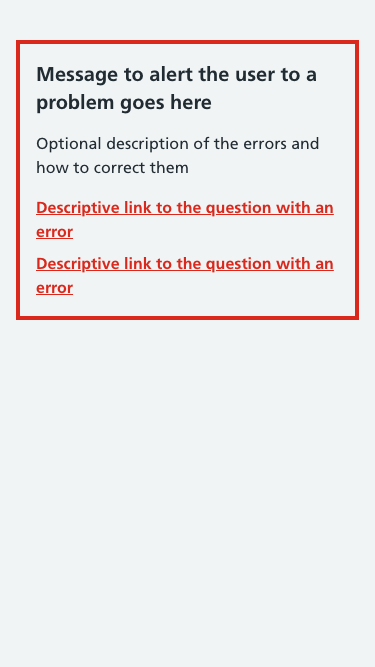 Message to alert the user to a
problem goes here
Optional description of the errors and
how to correct them
Descriptive link to the question with an
error
Descriptive link to the question with an
error